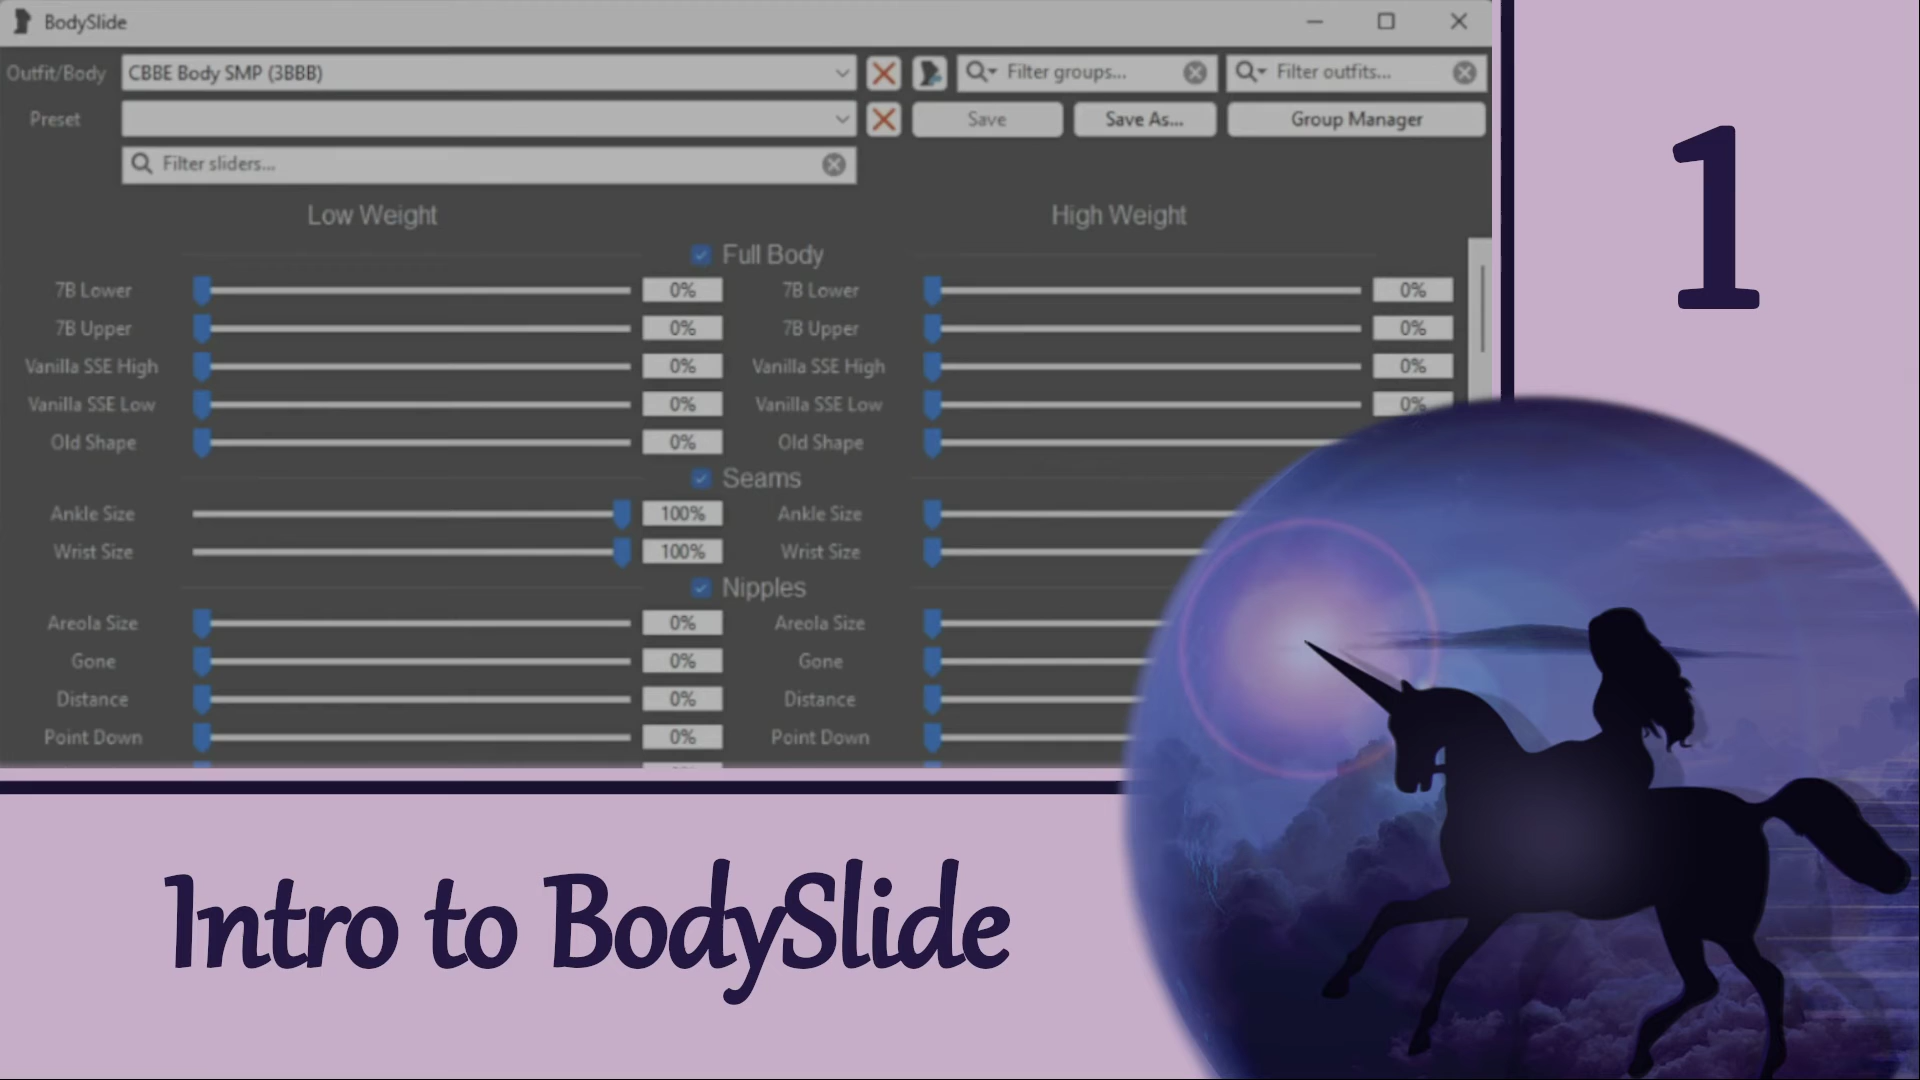 BodySlide
Outfit/Body CBBE Body SMP (3BBB) Filter groups... Filter outfits...
Preset Save Save As... Group Manager
Filter sliders...
Low Weight High Weight
Full Body
7B Lower 0% 7B Lower 0%
7B Upper 0% 7B Upper 0%
Vanilla SSE High 0% Vanilla SSE High 0%
Vanilla SSE Low 0% Vanilla SSE Low 0%
Old Shape 0% Old Shape
Seams
Ankle Size 100% Ankle Size
Wrist Size 100% Wrist Size
Nipples
Areola Size 0% Areola Size
Gone 0% Gone
Distance 0% Distance
Point Down 0% Point Down
1
Intro to BodySlide